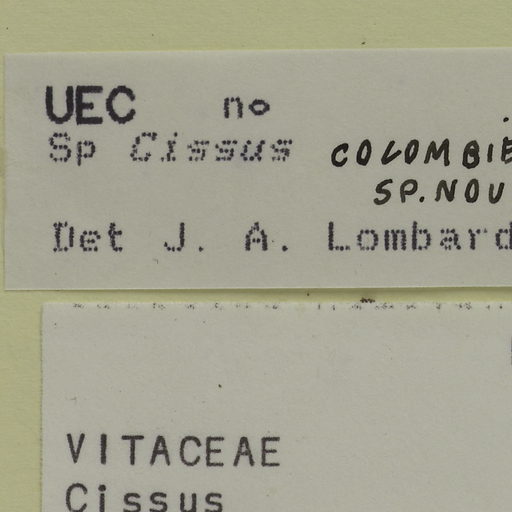 UEC no
Sp Cissus COLOMBIE
SP.NOU
Det J. A. Lombard
VITACEAE
Cissus